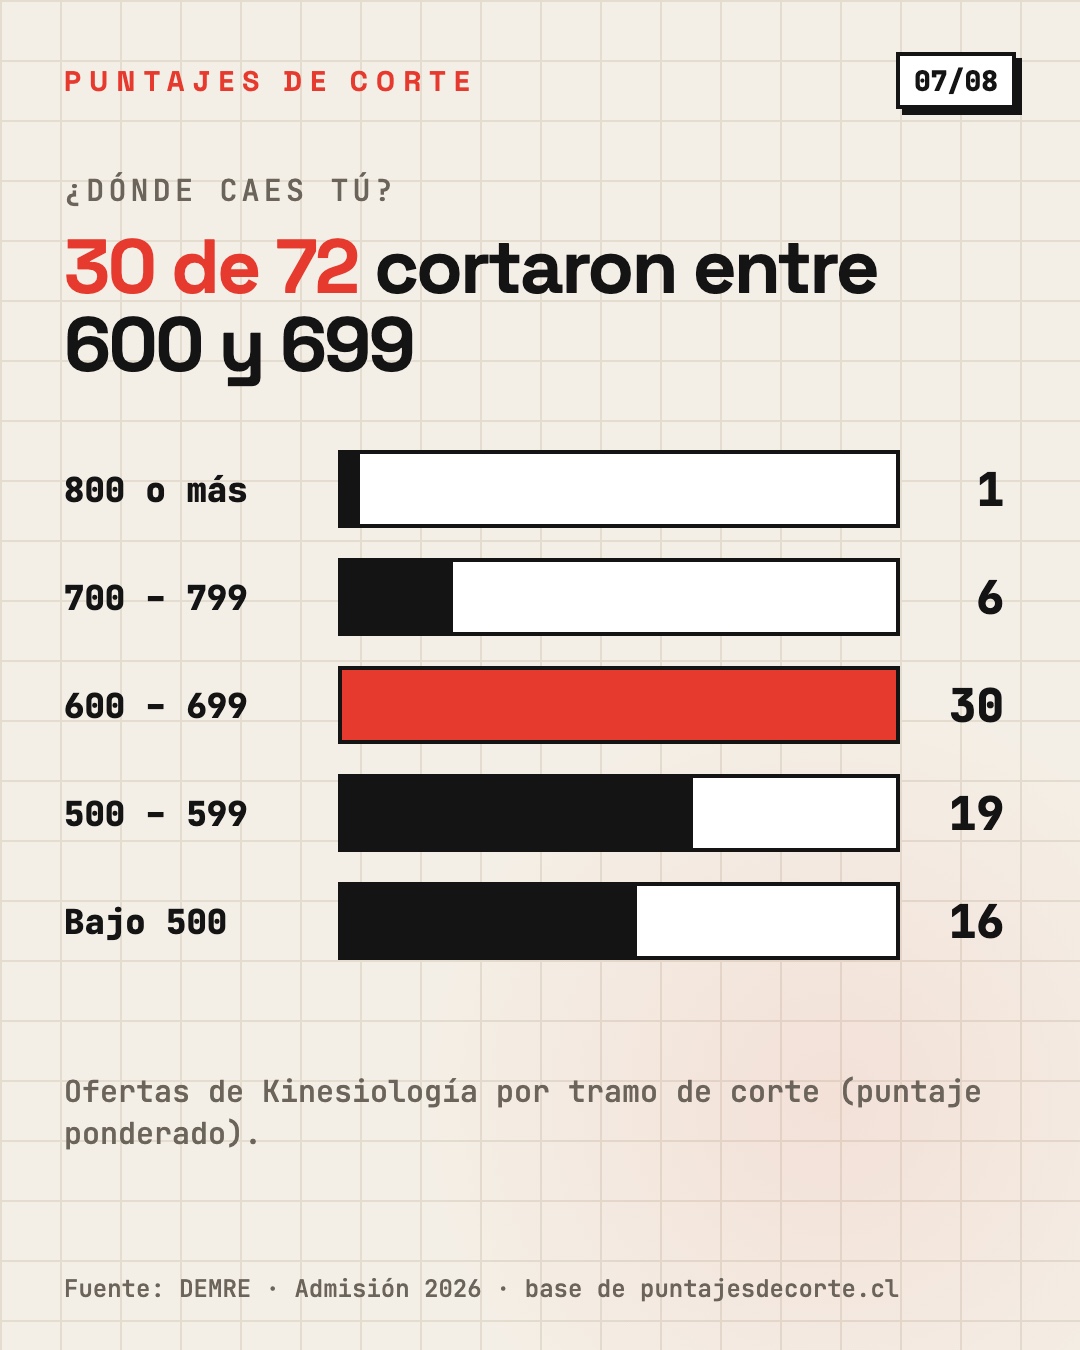 PUNTAJES DE CORTE
07/08
¿DÓNDE CAES TÚ?
30 de 72 cortaron entre
600 y 699
800 o más 1
700 – 799 6
600 – 699 30
500 – 599 19
Bajo 500 16
Ofertas de Kinesiología por tramo de corte (puntaje
ponderado).
Fuente: DEMRE · Admisión 2026 · base de puntajesdecorte.cl